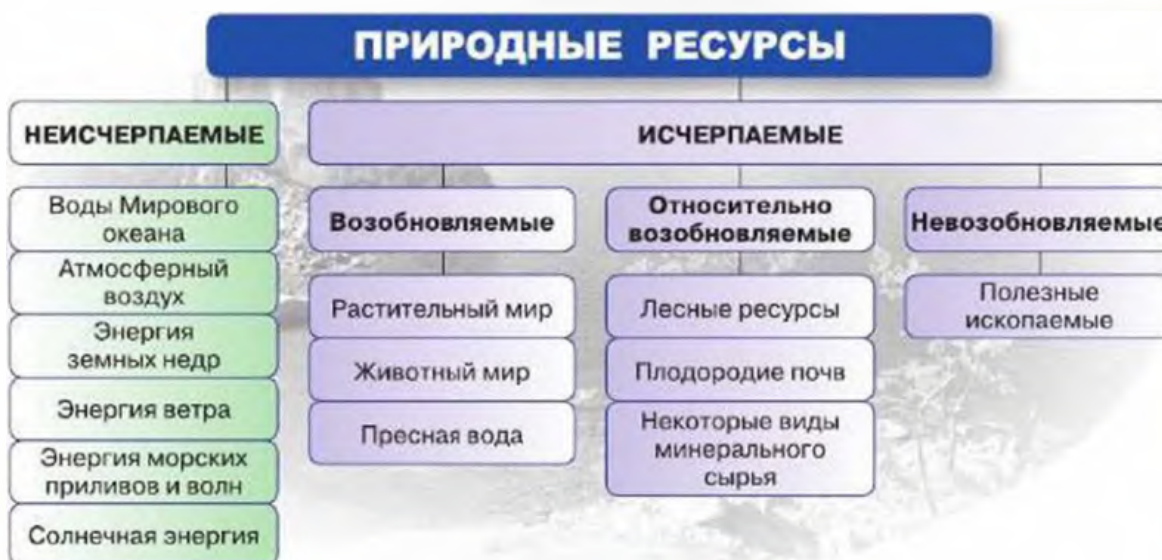 ПРИРОДНЫЕ РЕСУРСЫ
НЕИСЧЕРПАЕМЫЕ
Воды Мирового
океана
Атмосферный
воздух
Энергия
земных недр
Энергия ветра
Энергия морских
приливов и волн
Солнечная энергия
ИСЧЕРПАЕМЫЕ
Возобновляемые
Растительный мир
Животный мир
Пресная вода
Относительно
возобновляемые
Лесные ресурсы
Плодородие почв
Некоторые виды
минерального
сырья
Невозобновляемые
Полезные
ископаемые